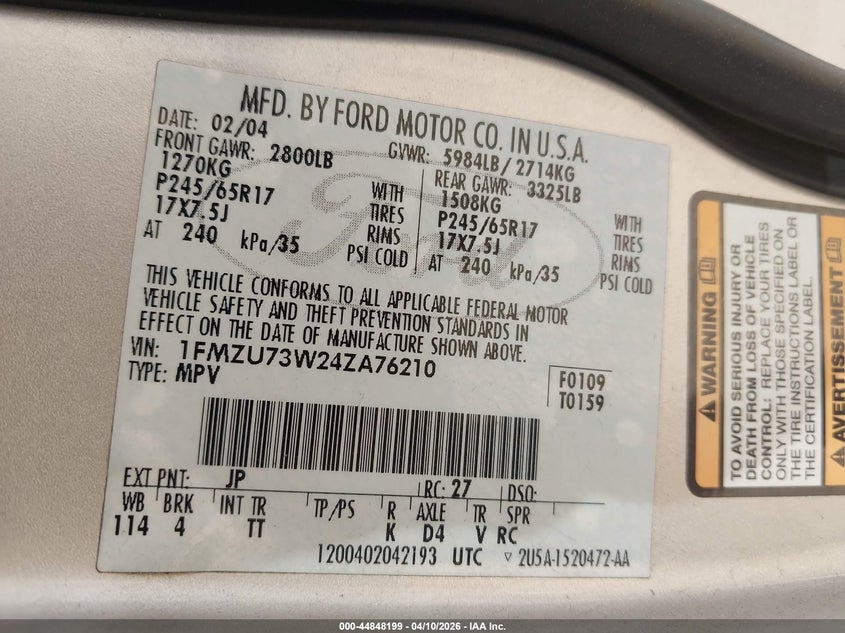 MFD. BY FORD MOTOR CO. IN U.S.A.
DATE: 02/04 GVWR: 5984LB/2714KG
FRONT GAWR: 2800LB
1270KG WITH
P245/65R17 TIRES
17X7.5J RIMS
AT 240 kPa/35 PSI COLD
REAR GAWR: 3325LB
1508KG WITH
P245/65R17 TIRES
17X7.5J RIMS
AT 240 kPa/35 PSI COLD
THIS VEHICLE CONFORMS TO ALL APPLICABLE FEDERAL MOTOR
VEHICLE SAFETY AND THEFT PREVENTION STANDARDS IN
EFFECT ON THE DATE OF MANUFACTURE SHOWN ABOVE.
VIN: 1FMZU73W24ZA76210
TYPE: MPV
F0109
T0159
EXT PNT: JP RC: 27 DSO:
WB BRK INT TR TP/PS R AXLE TR SPR
114 4 TT K D4 V RC
1200402042193 UTC ▽ 2U5A-1520472-AA
Ford
WARNING
TO AVOID SERIOUS INJURY OR
DEATH FROM LOSS OF VEHICLE
CONTROL: REPLACE YOUR TIRES
ONLY WITH THOSE SPECIFIED ON
THE TIRE INSTRUCTIONS LABEL OR
THE CERTIFICATION LABEL.
AVERTISSEMENT
000-44848199 - 04/10/2026 - IAA Inc.